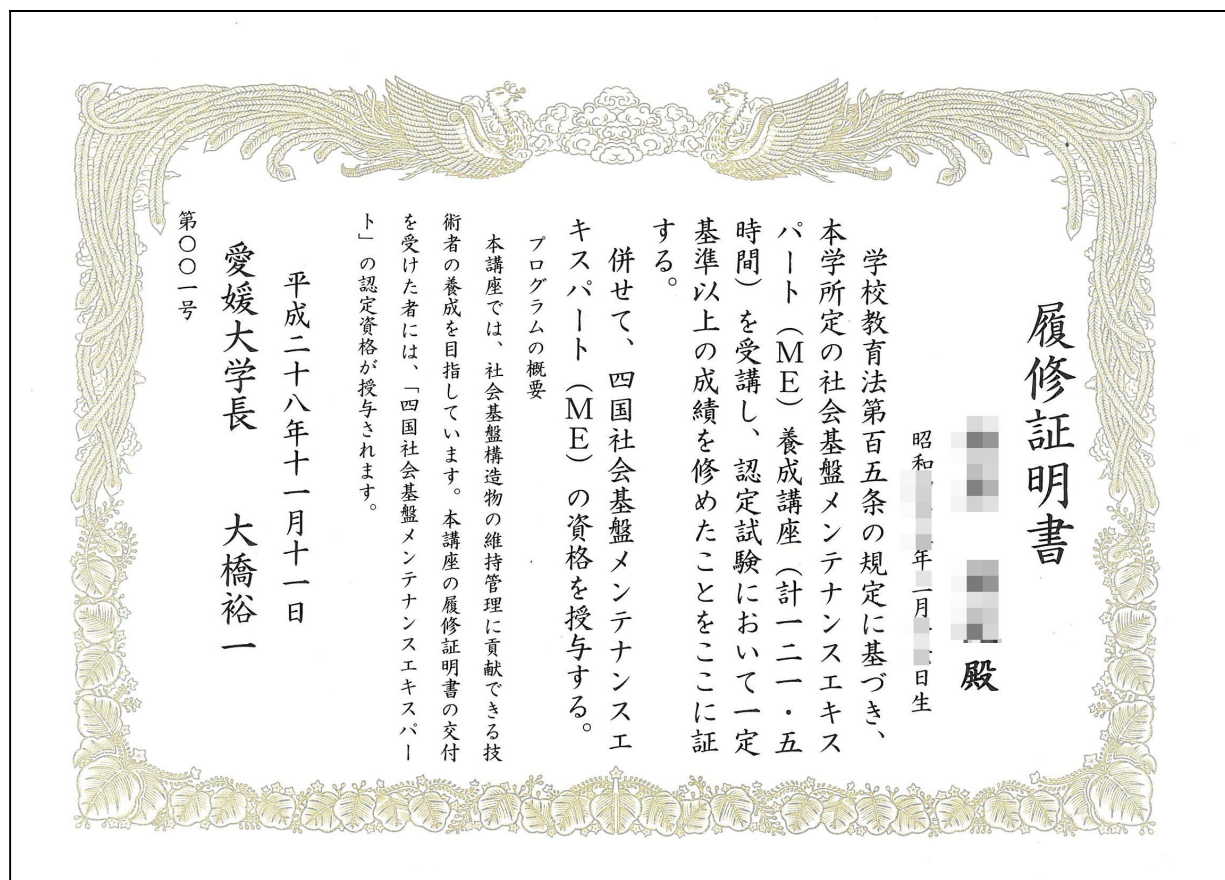 履修証明書
殿
昭和 年 月 日生
学校教育法第百五条の規定に基づき、
本学所定の社会基盤メンテナンスエキス
パート（ＭＥ）養成講座（計一二一・五
時間）を受講し、認定試験において一定
基準以上の成績を修めたことをここに証
する。
併せて、四国社会基盤メンテナンスエ
キスパート（ＭＥ）の資格を授与する。
プログラムの概要
本講座では、社会基盤構造物の維持管理に貢献できる技
術者の養成を目指しています。本講座の履修証明書の交付
を受けた者には、「四国社会基盤メンテナンスエキスパー
ト」の認定資格が授与されます。
平成二十八年十一月十一日
愛媛大学長 大橋裕一
第〇〇一号